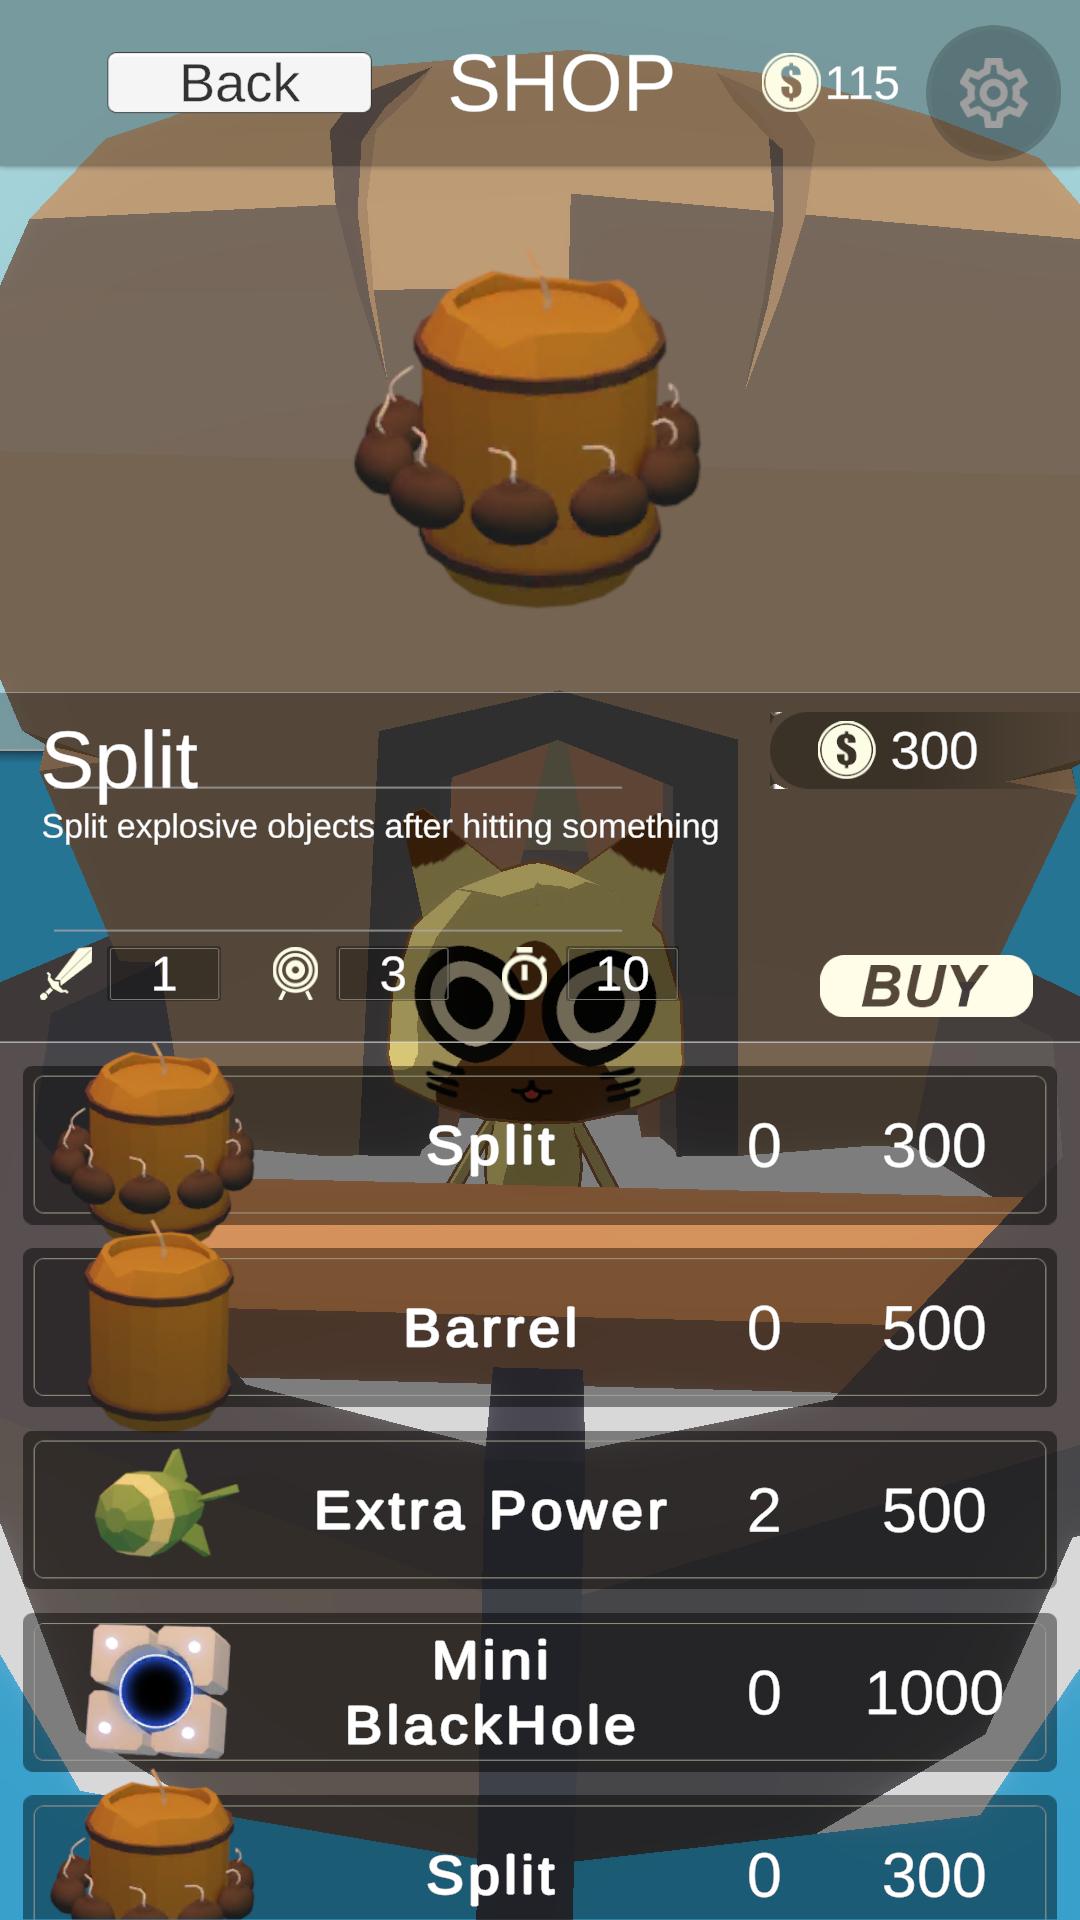 Back SHOP $ 115
Split $ 300
Split explosive objects after hitting something
1 3 10 BUY
Split 0 300
Barrel 0 500
Extra Power 2 500
Mini
BlackHole 0 1000
Split 0 300